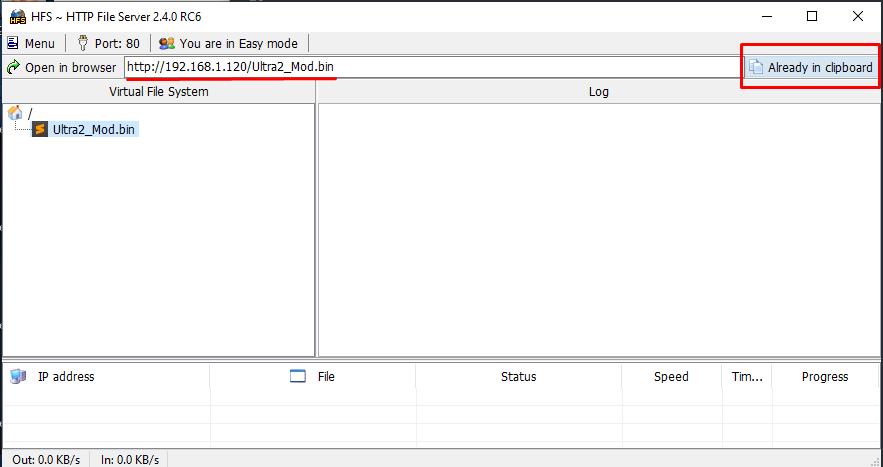 HFS ~ HTTP File Server 2.4.0 RC6
Menu Port: 80 You are in Easy mode
Open in browser http://192.168.1.120/Ultra2_Mod.bin Already in clipboard
Virtual File System Log
/
Ultra2_Mod.bin
IP address File Status Speed Tim... Progress
Out: 0.0 KB/s In: 0.0 KB/s